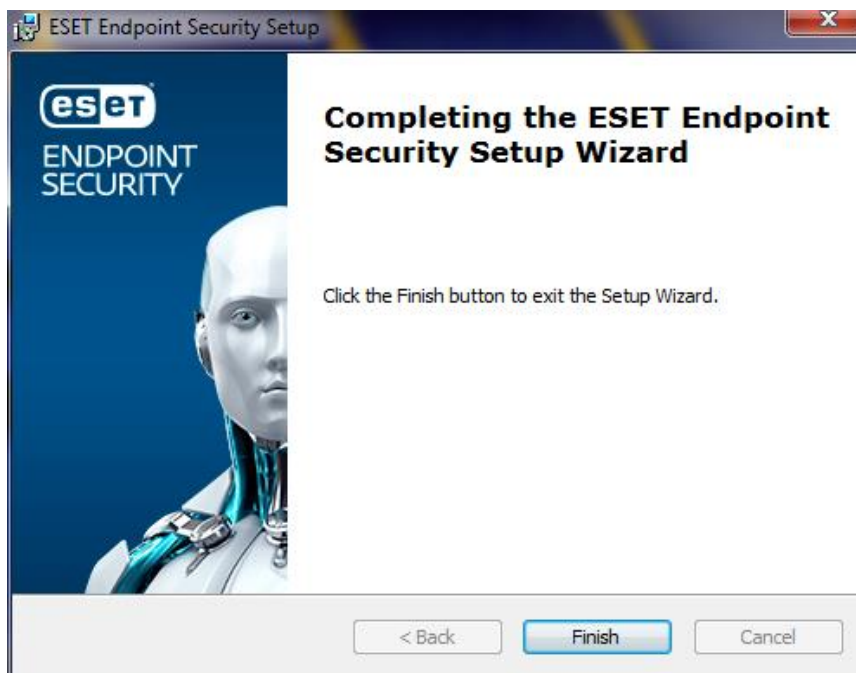 ESET Endpoint Security Setup
eset
ENDPOINT
SECURITY
Completing the ESET Endpoint
Security Setup Wizard
Click the Finish button to exit the Setup Wizard.
< Back
Finish
Cancel